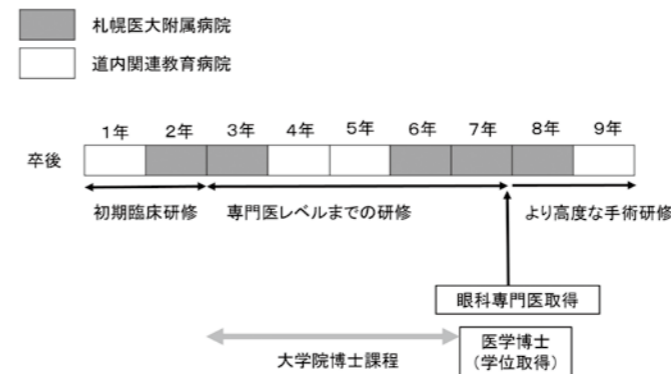 札幌医大附属病院
道内関連教育病院
1年 2年 3年 4年 5年 6年 7年 8年 9年
卒後
初期臨床研修 専門医レベルまでの研修 より高度な手術研修
眼科専門医取得
大学院博士課程
医学博士
(学位取得)